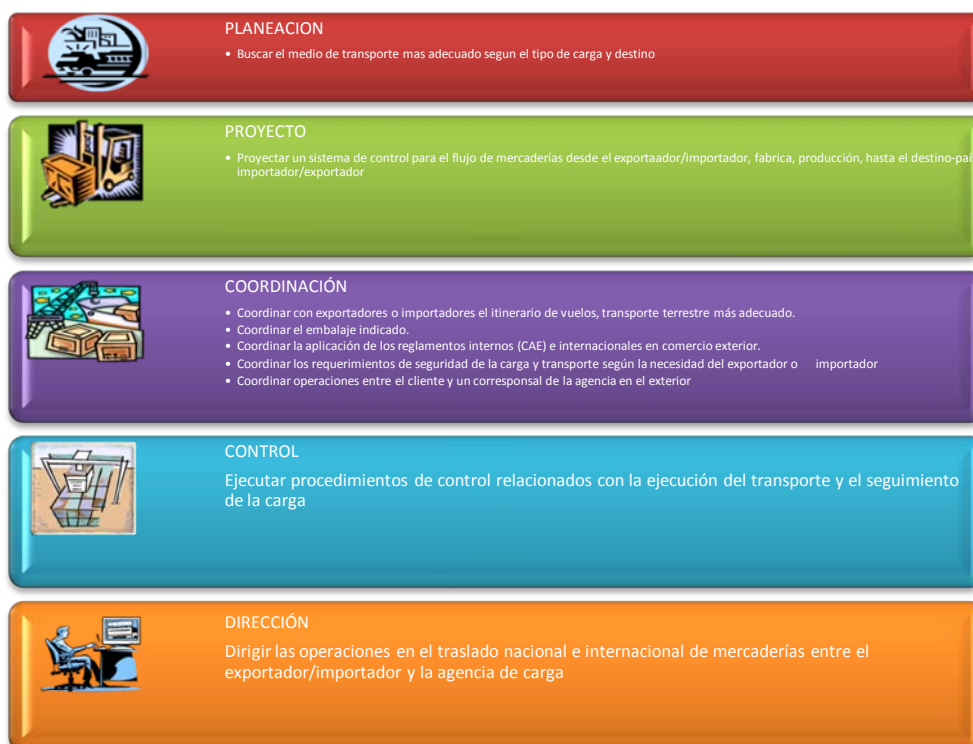 PLANEACION
• Buscar el medio de transporte mas adecuado segun el tipo de carga y destino
PROYECTO
• Proyectar un sistema de control para el flujo de mercaderías desde el exportaador/importador, fabrica, producción, hasta el destino-paí
importador/exportador
COORDINACIÓN
• Coordinar con exportadores o importadores el itinerario de vuelos, transporte terrestre más adecuado.
• Coordinar el embalaje indicado.
• Coordinar la aplicación de los reglamentos internos (CAE) e internacionales en comercio exterior.
• Coordinar los requerimientos de seguridad de la carga y transporte según la necesidad del exportador o importador
• Coordinar operaciones entre el cliente y un corresponsal de la agencia en el exterior
CONTROL
Ejecutar procedimientos de control relacionados con la ejecución del transporte y el seguimiento
de la carga
DIRECCIÓN
Dirigir las operaciones en el traslado nacional e internacional de mercaderías entre el
exportador/importador y la agencia de carga